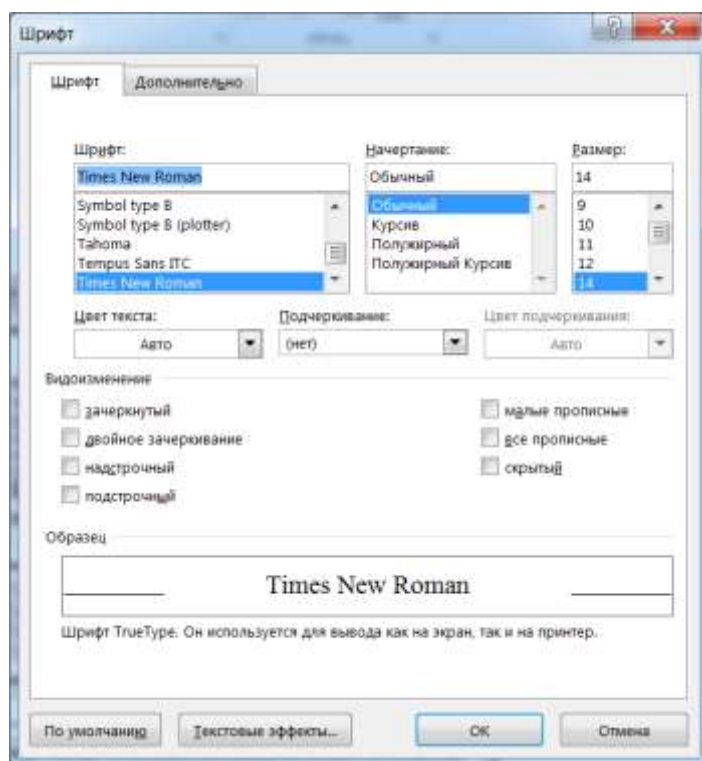 Шрифт
Шрифт Дополнительно
Шрифт: Начертание: Размер:
Times New Roman Обычный 14
Symbol type B Обычный 9
Symbol type B (plotter) Курсив 10
Tahoma Полужирный 11
Tempus Sans ITC Полужирный Курсив 12
Times New Roman 14
Цвет текста: Подчеркивание: Цвет подчеркивания:
Авто (нет) Авто
Видоизменение
зачеркнутый малые прописные
двойное зачеркивание все прописные
надстрочный скрытый
подстрочный
Образец
Times New Roman
Шрифт TrueType. Он используется для вывода как на экран, так и на принтер.
По умолчанию Текстовые эффекты... ОК Отмена